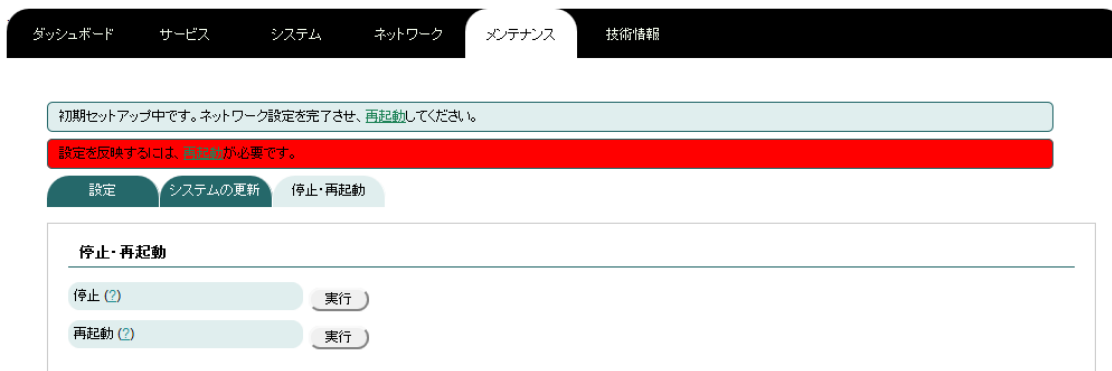 ダッシュボード サービス システム ネットワーク メンテナンス 技術情報
初期セットアップ中です。ネットワーク設定を完了させ、再起動してください。
設定を反映するには、再起動が必要です。
設定 システムの更新 停止・再起動
停止・再起動
停止 (?) 実行
再起動 (?) 実行